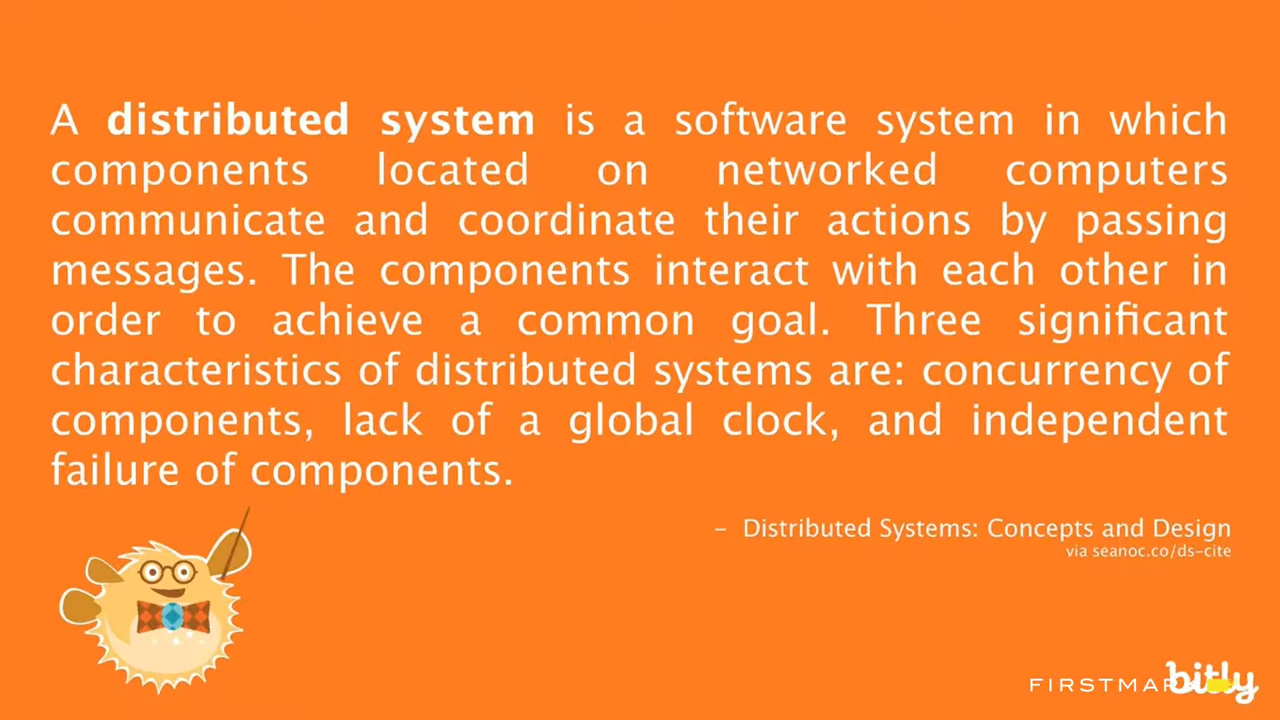 A distributed system is a software system in which
components located on networked computers
communicate and coordinate their actions by passing
messages. The components interact with each other in
order to achieve a common goal. Three significant
characteristics of distributed systems are: concurrency of
components, lack of a global clock, and independent
failure of components.
– Distributed Systems: Concepts and Design
via seanoc.co/ds-cite
FIRSTMAR
bitly